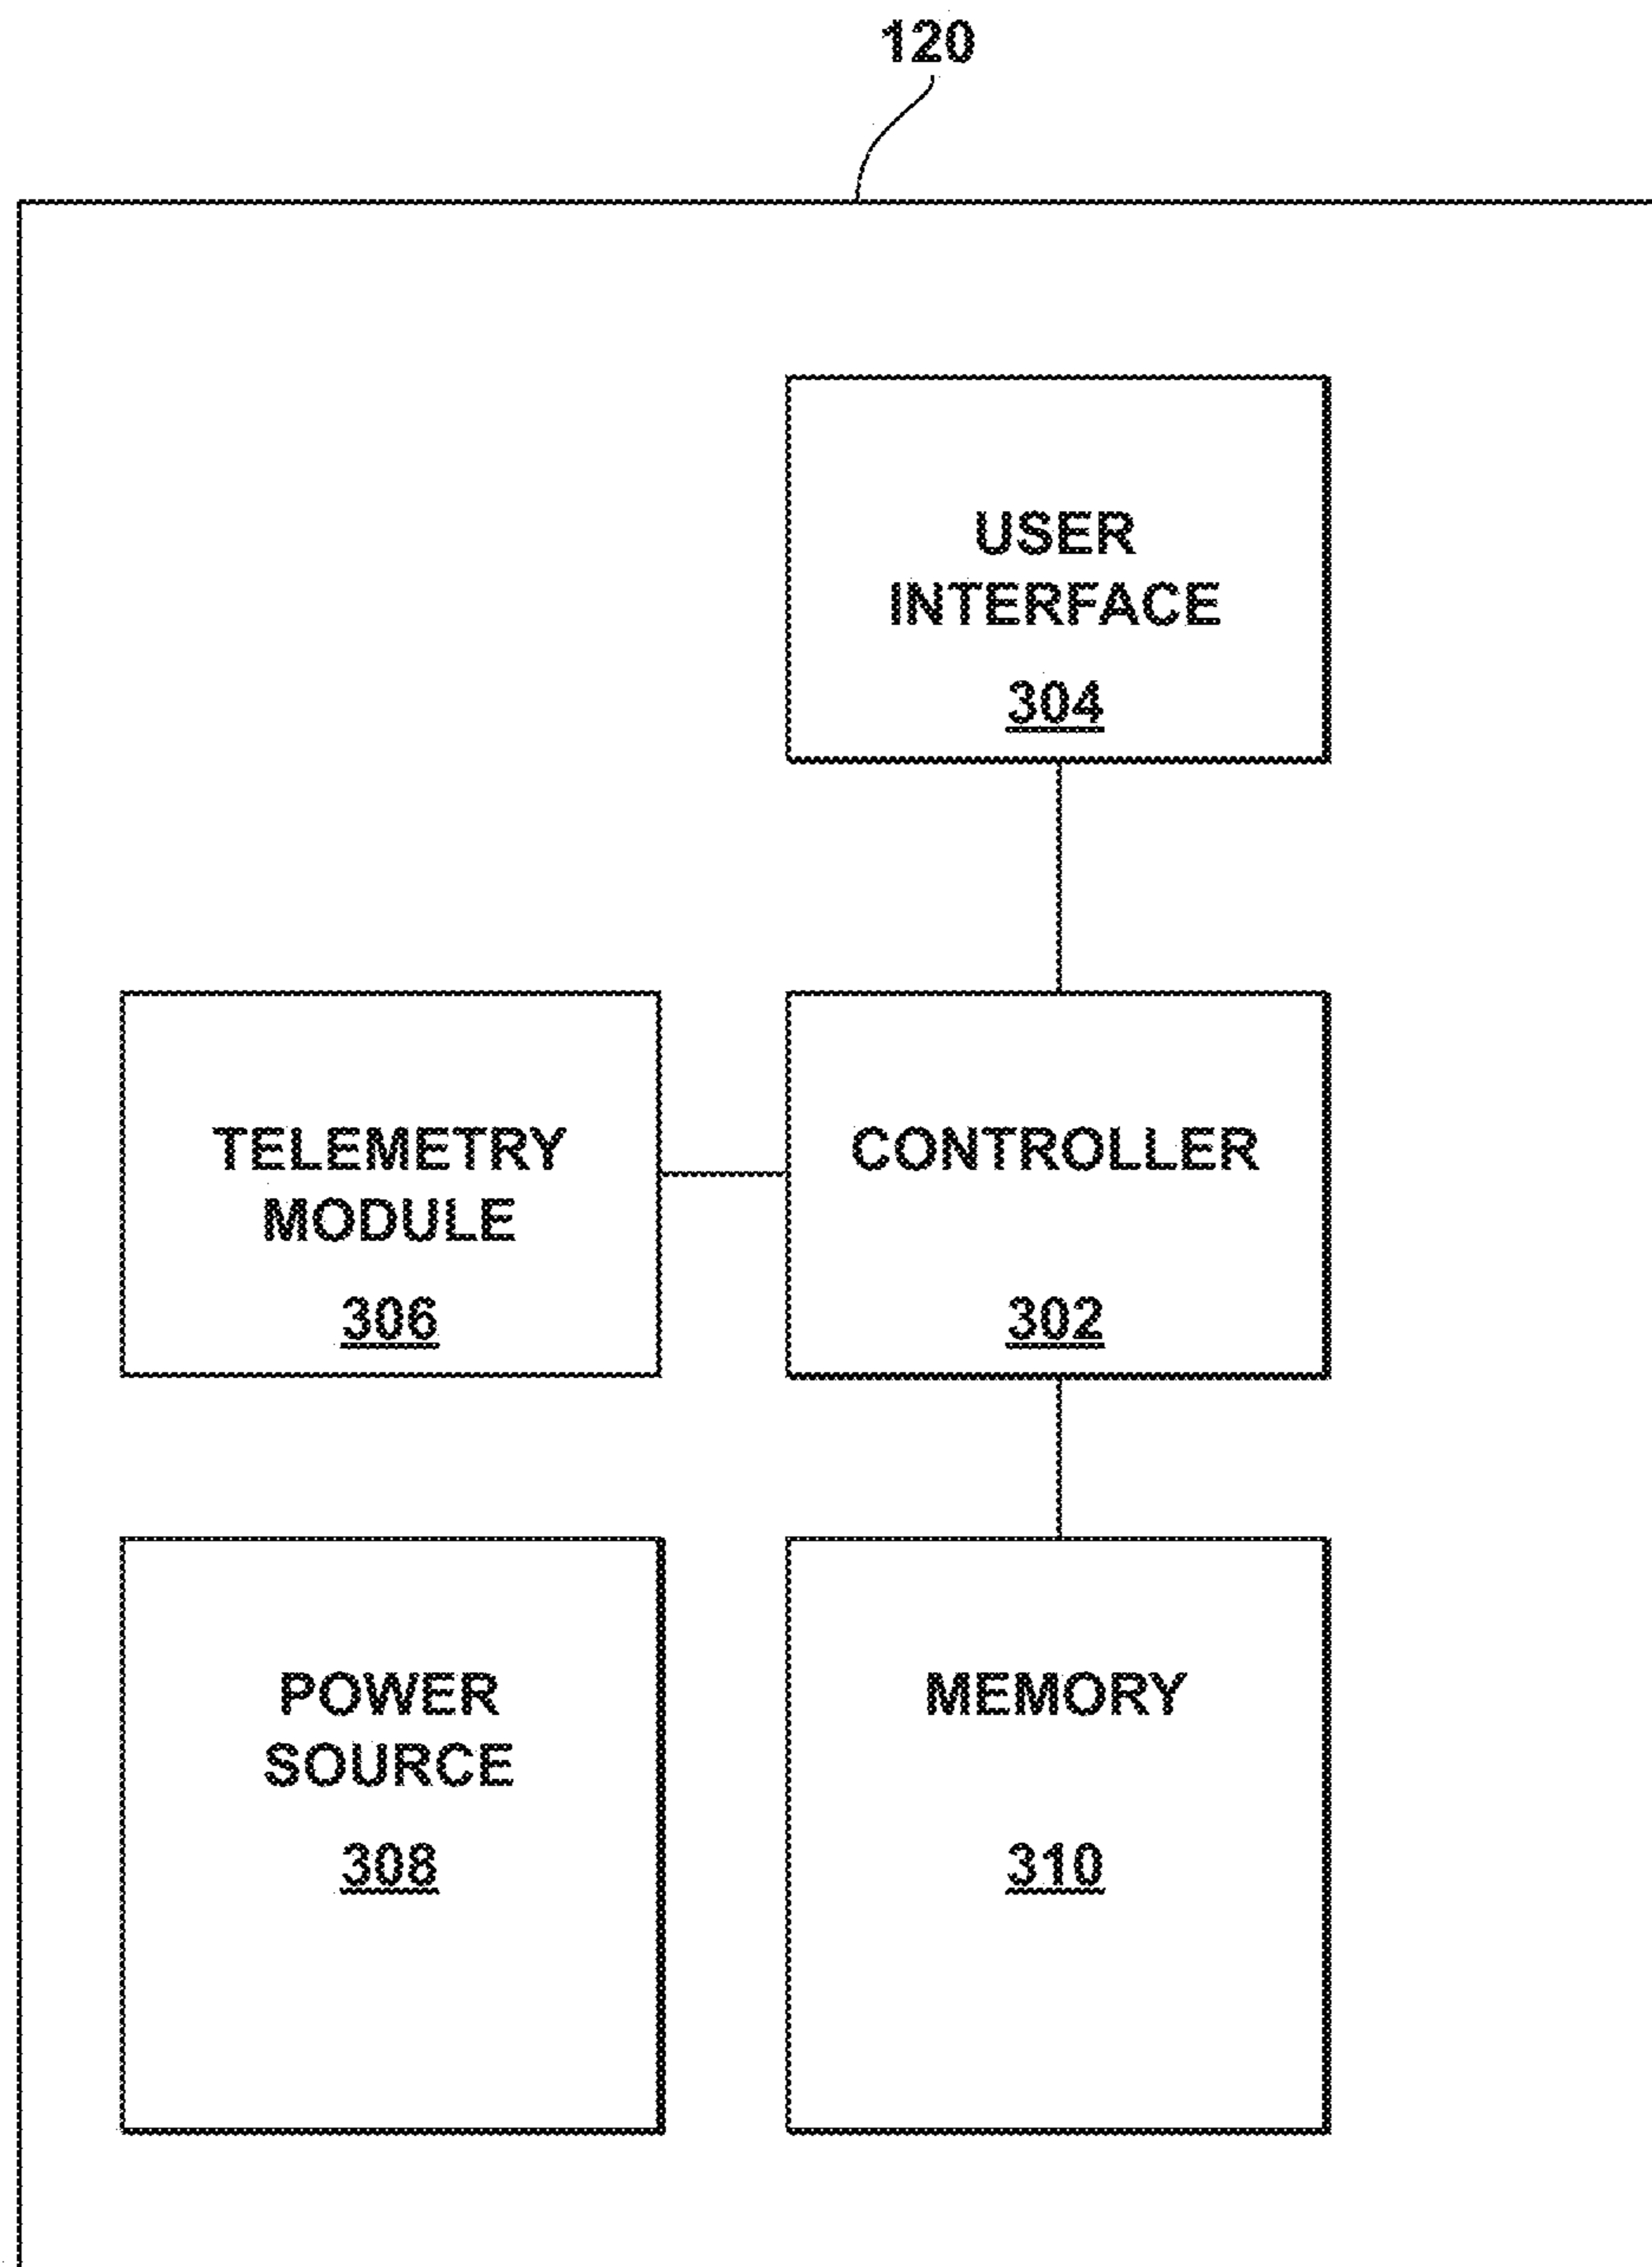 120
USER
INTERFACE
304
TELEMETRY
MODULE
306
CONTROLLER
302
POWER
SOURCE
308
MEMORY
310